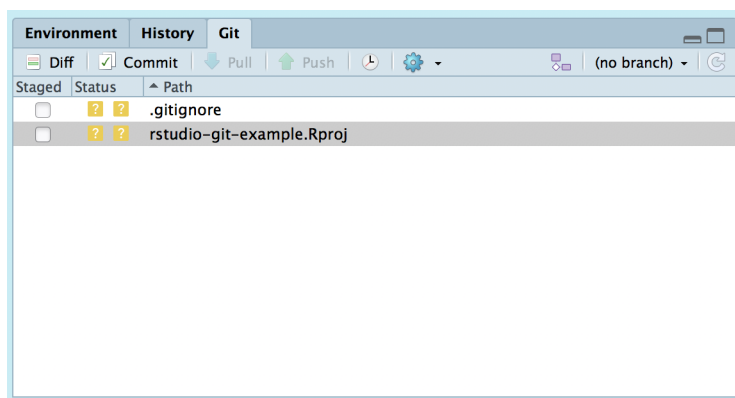 Environment History Git
Diff Commit Pull Push (no branch)
Staged Status Path
? ? .gitignore
? ? rstudio-git-example.Rproj